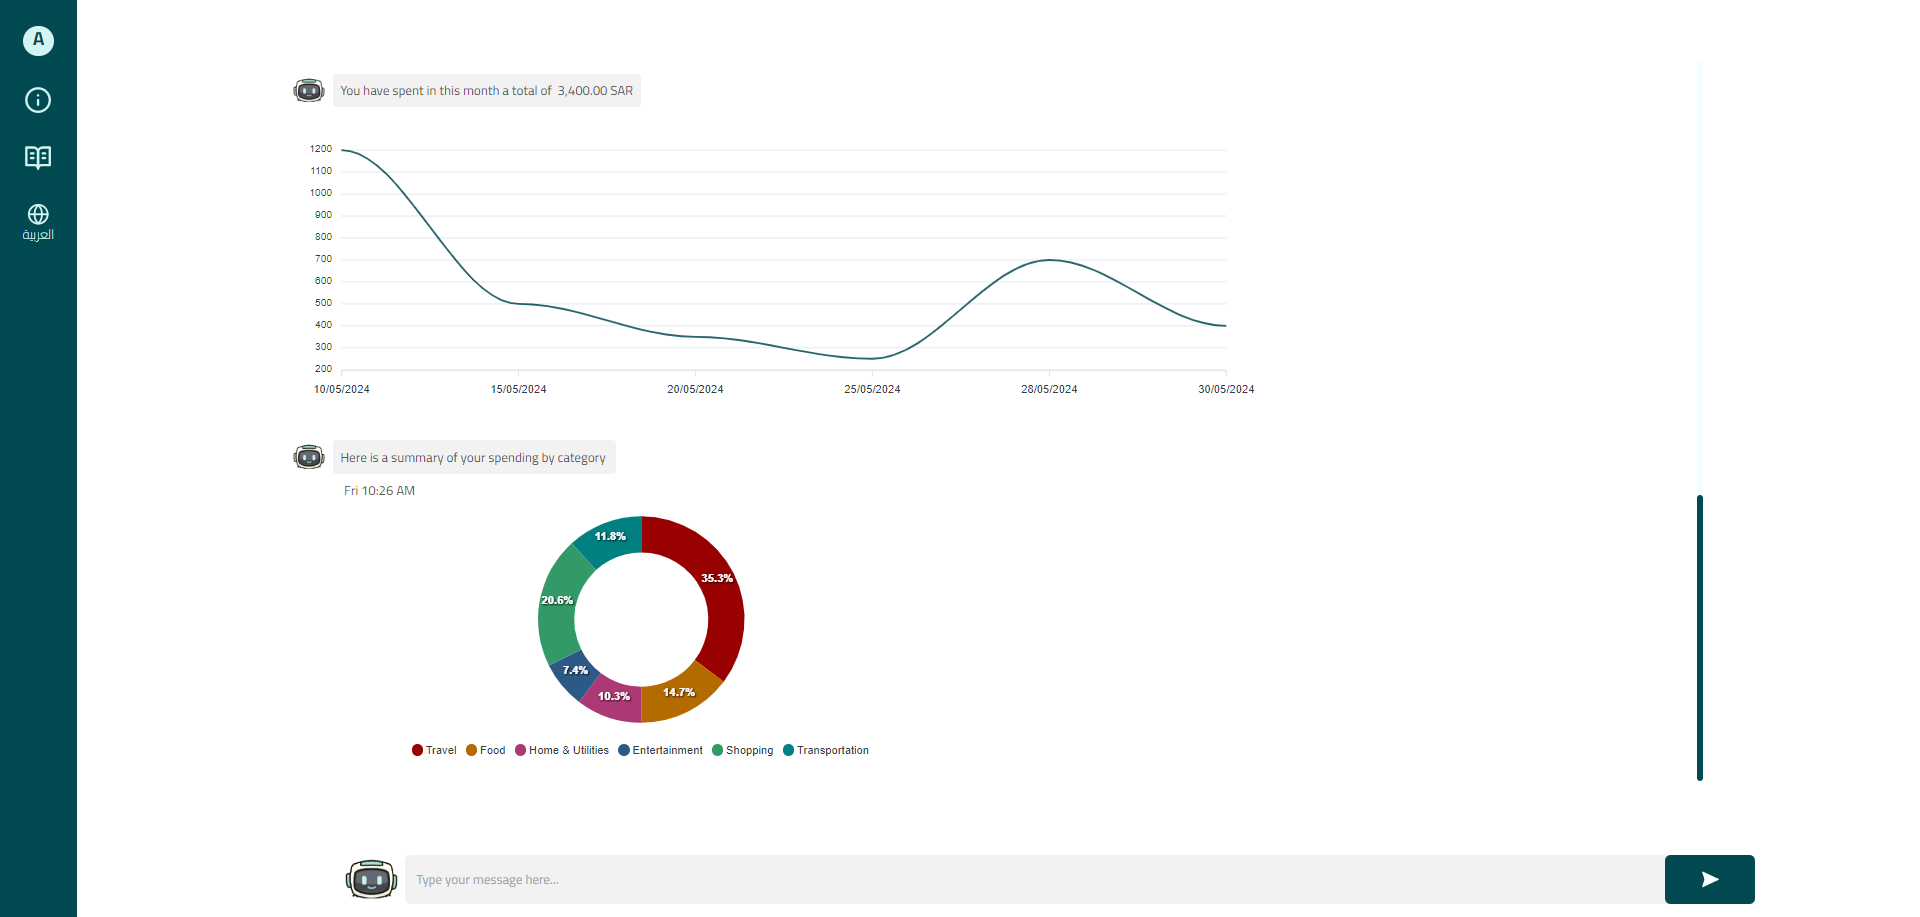 A
العربية
You have spent in this month a total of 3,400.00 SAR
1200
1100
1000
900
800
700
600
500
400
300
200
10/05/2024 15/05/2024 20/05/2024 25/05/2024 28/05/2024 30/05/2024
Here is a summary of your spending by category
Fri 10:26 AM
11.8%
35.3%
20.6%
7.4%
10.3%
14.7%
Travel Food Home & Utilities Entertainment Shopping Transportation
Type your message here...